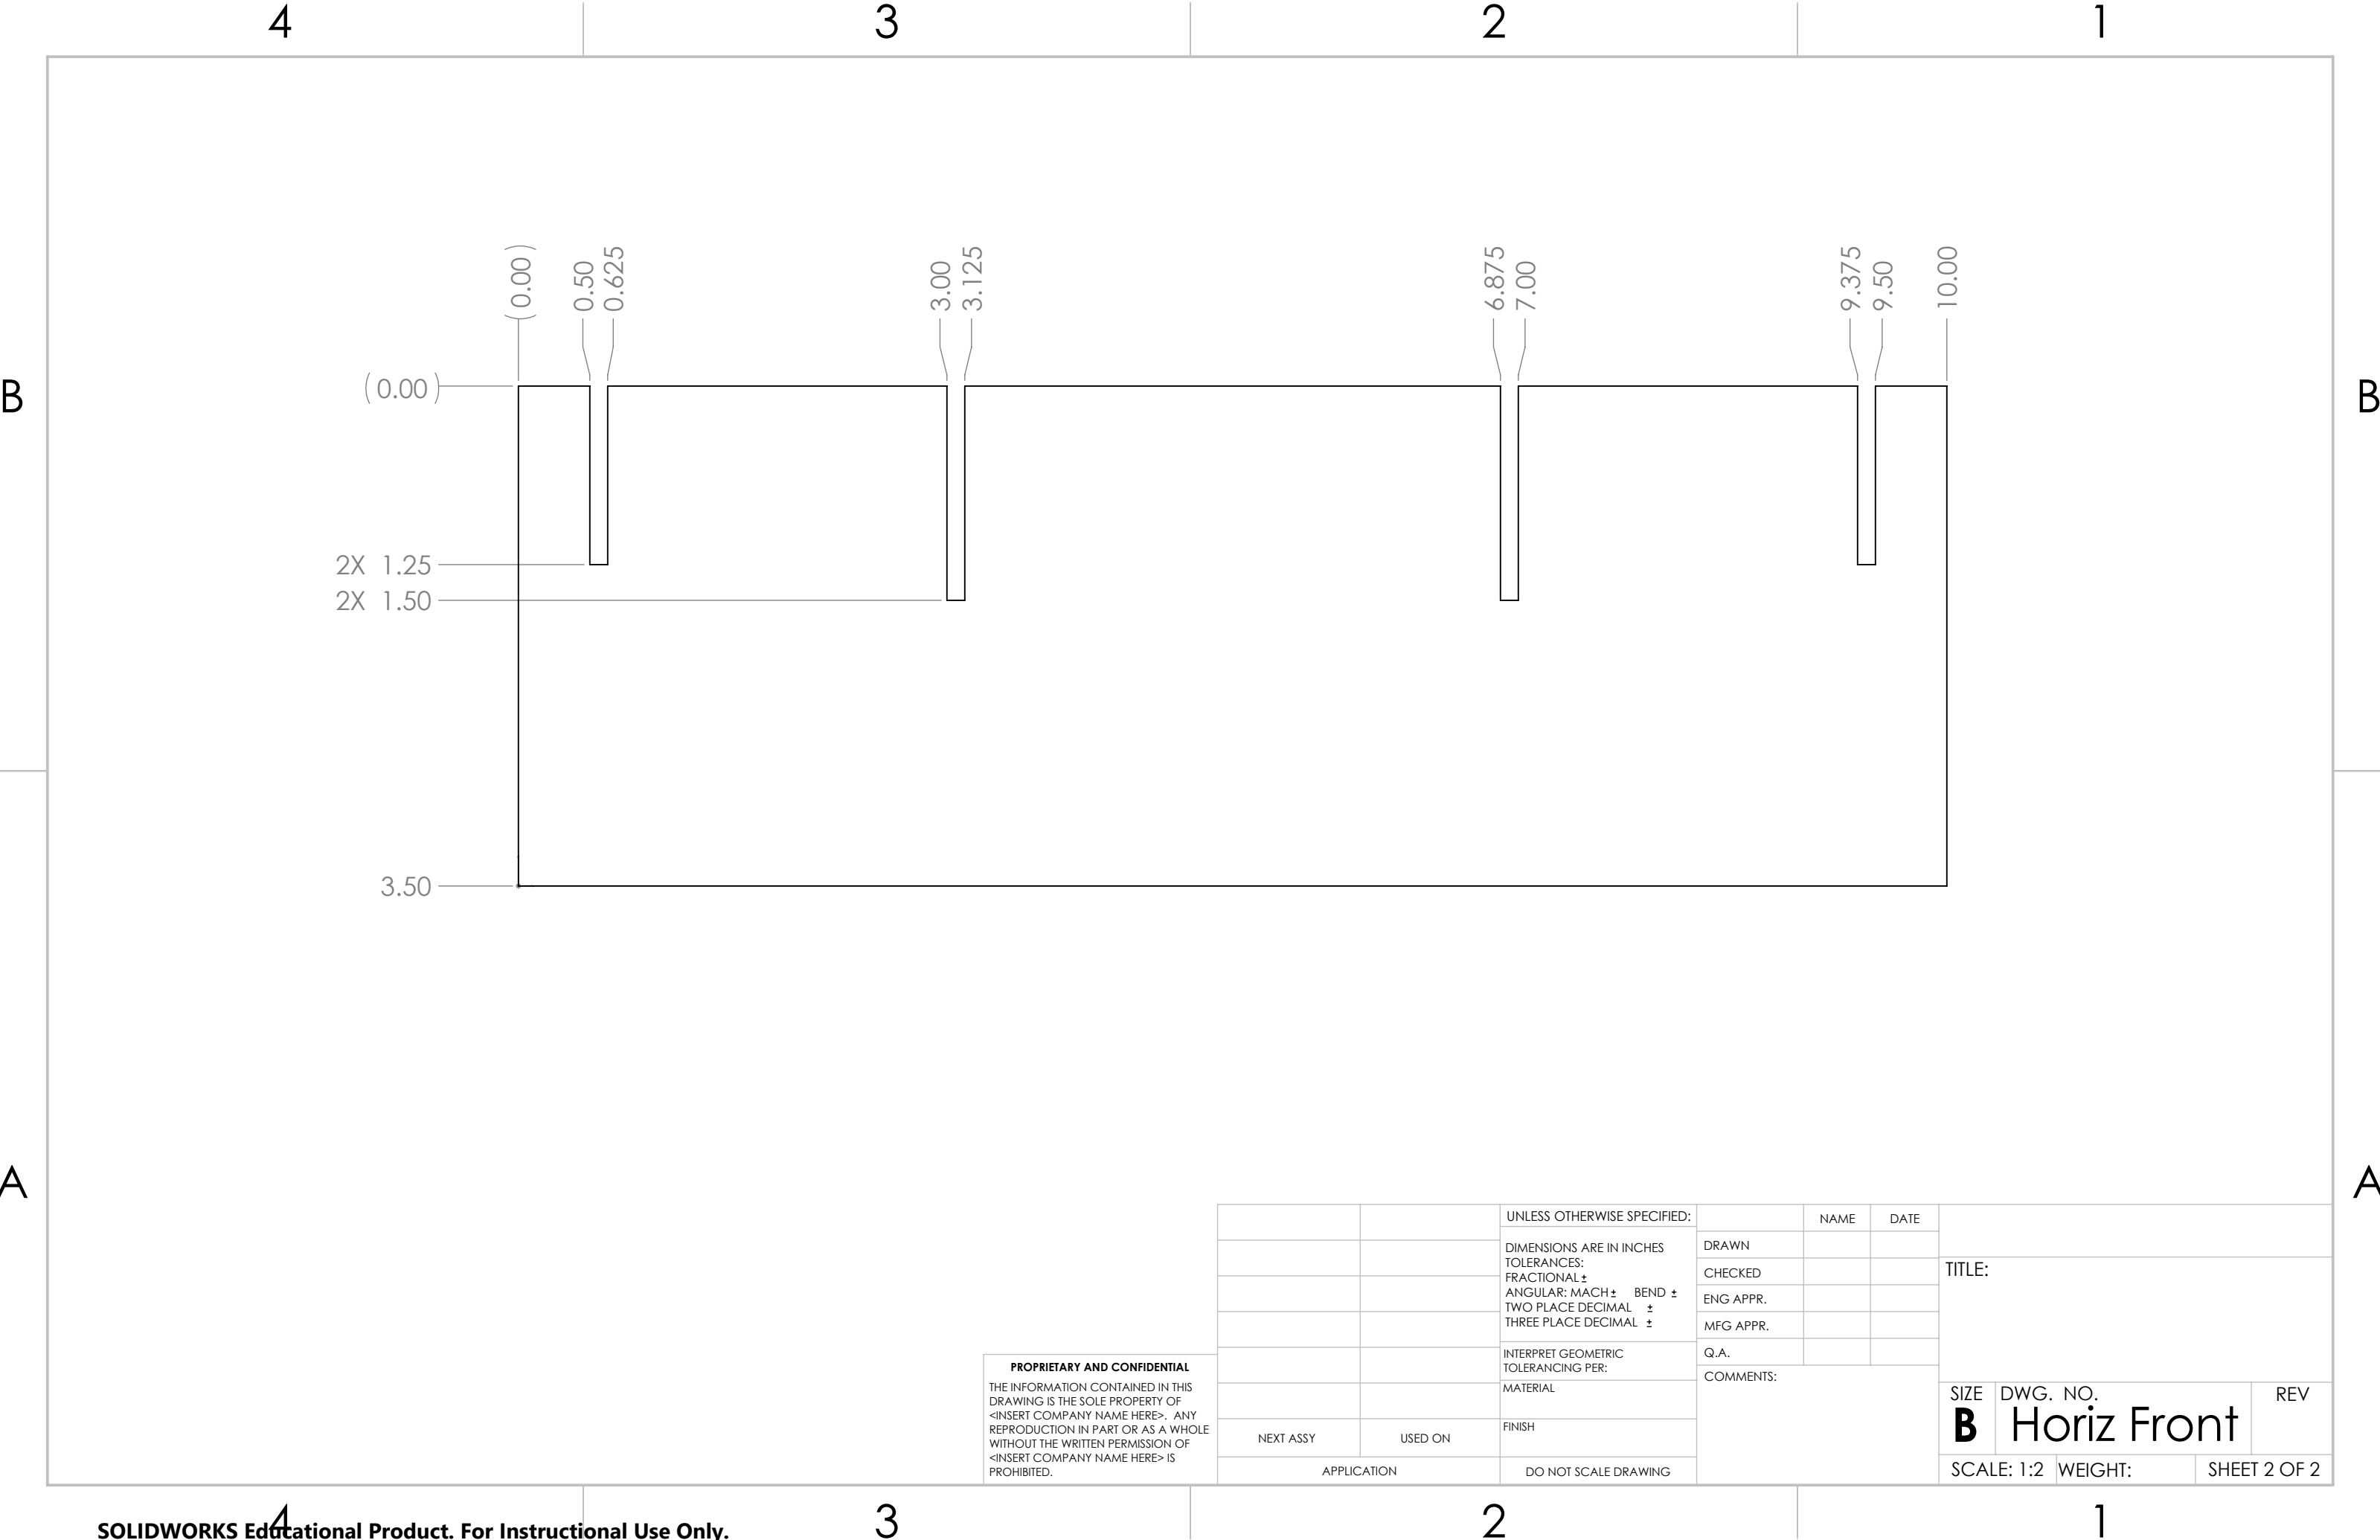 4 3 2 1
(0.00) 0.50 0.625 3.00 3.125 6.875 7.00 9.375 9.50 10.00
(0.00)
B B
2X 1.25
2X 1.50
3.50
A A
UNLESS OTHERWISE SPECIFIED:
DIMENSIONS ARE IN INCHES
TOLERANCES:
FRACTIONAL ±
ANGULAR: MACH ± BEND ±
TWO PLACE DECIMAL ±
THREE PLACE DECIMAL ±
INTERPRET GEOMETRIC
TOLERANCING PER:
MATERIAL
FINISH
DO NOT SCALE DRAWING
NAME DATE
DRAWN
CHECKED
ENG APPR.
MFG APPR.
Q.A.
COMMENTS:
TITLE:
SIZE DWG. NO. REV
B Horiz Front
SCALE: 1:2 WEIGHT: SHEET 2 OF 2
PROPRIETARY AND CONFIDENTIAL
THE INFORMATION CONTAINED IN THIS
DRAWING IS THE SOLE PROPERTY OF
<INSERT COMPANY NAME HERE>. ANY
REPRODUCTION IN PART OR AS A WHOLE
WITHOUT THE WRITTEN PERMISSION OF
<INSERT COMPANY NAME HERE> IS
PROHIBITED.
NEXT ASSY USED ON
APPLICATION
4 3 2 1
SOLIDWORKS Educational Product. For Instructional Use Only.